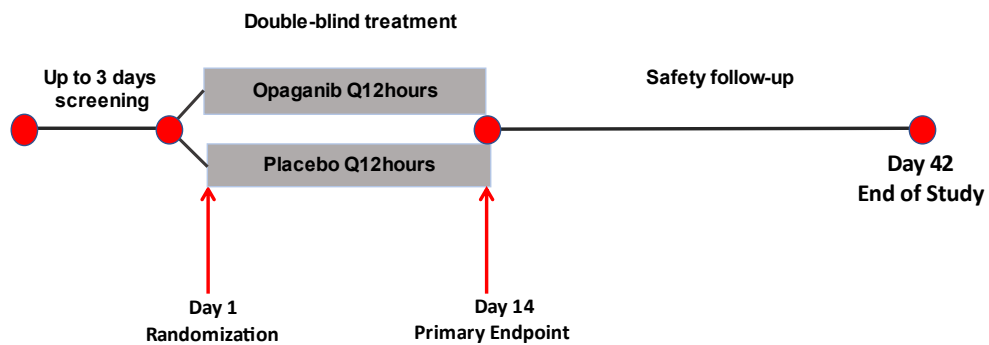 Double-blind treatment
Up to 3 days
screening
Opaganib Q12hours
Safety follow-up
Placebo Q12hours
Day 42
End of Study
Day 1
Randomization
Day 14
Primary Endpoint